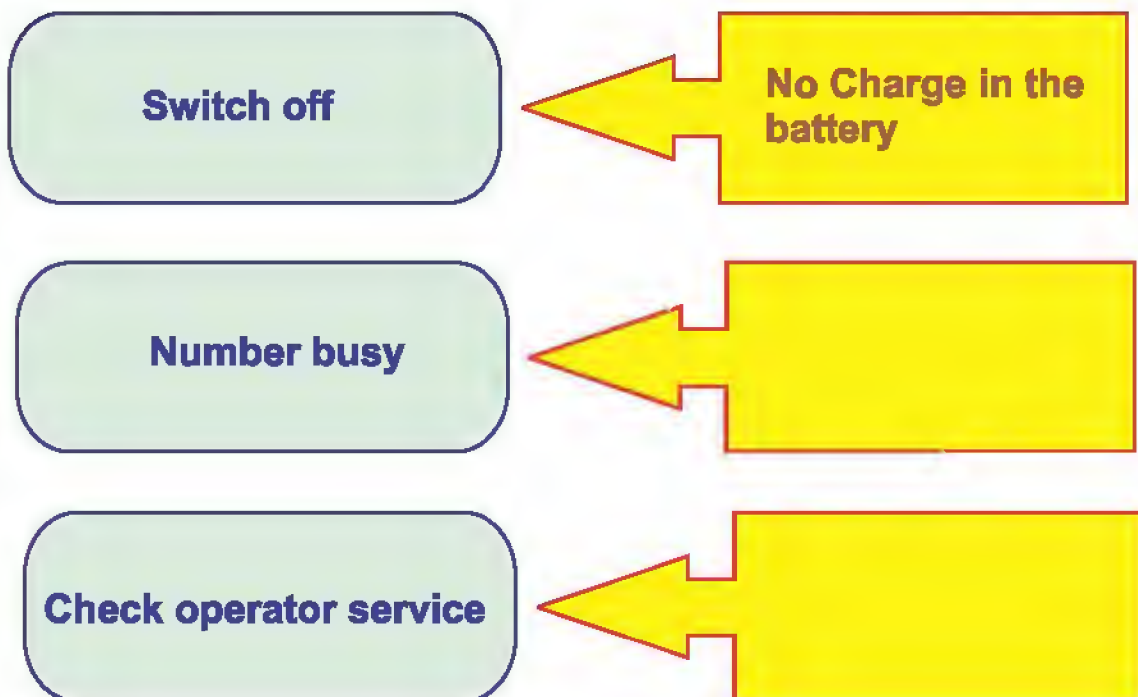 Switch off
No Charge in the
battery
Number busy
Check operator service